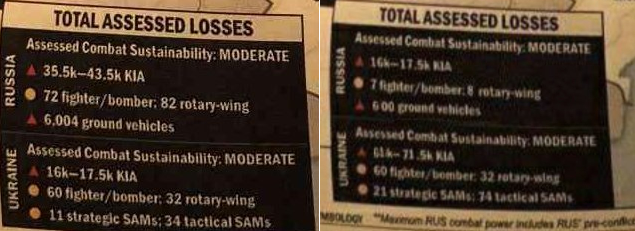 TOTAL ASSESSED LOSSES
RUSSIA
Assessed Combat Sustainability: MODERATE
35.5k–43.5k KIA
72 fighter/bomber; 82 rotary-wing
6,004 ground vehicles
UKRAINE
Assessed Combat Sustainability: MODERATE
16k–17.5k KIA
60 fighter/bomber; 32 rotary-wing
11 strategic SAMs; 34 tactical SAMs
TOTAL ASSESSED LOSSES
RUSSIA
Assessed Combat Sustainability: MODERATE
16k–17.5k KIA
7 fighter/bomber; 8 rotary-wing
600 ground vehicles
UKRAINE
Assessed Combat Sustainability: MODERATE
61k–71.5k KIA
60 fighter/bomber; 32 rotary-wing
21 strategic SAMs; 74 tactical SAMs
MBOLOGY **Maximum RUS combat power includes RUS' pre-conflic